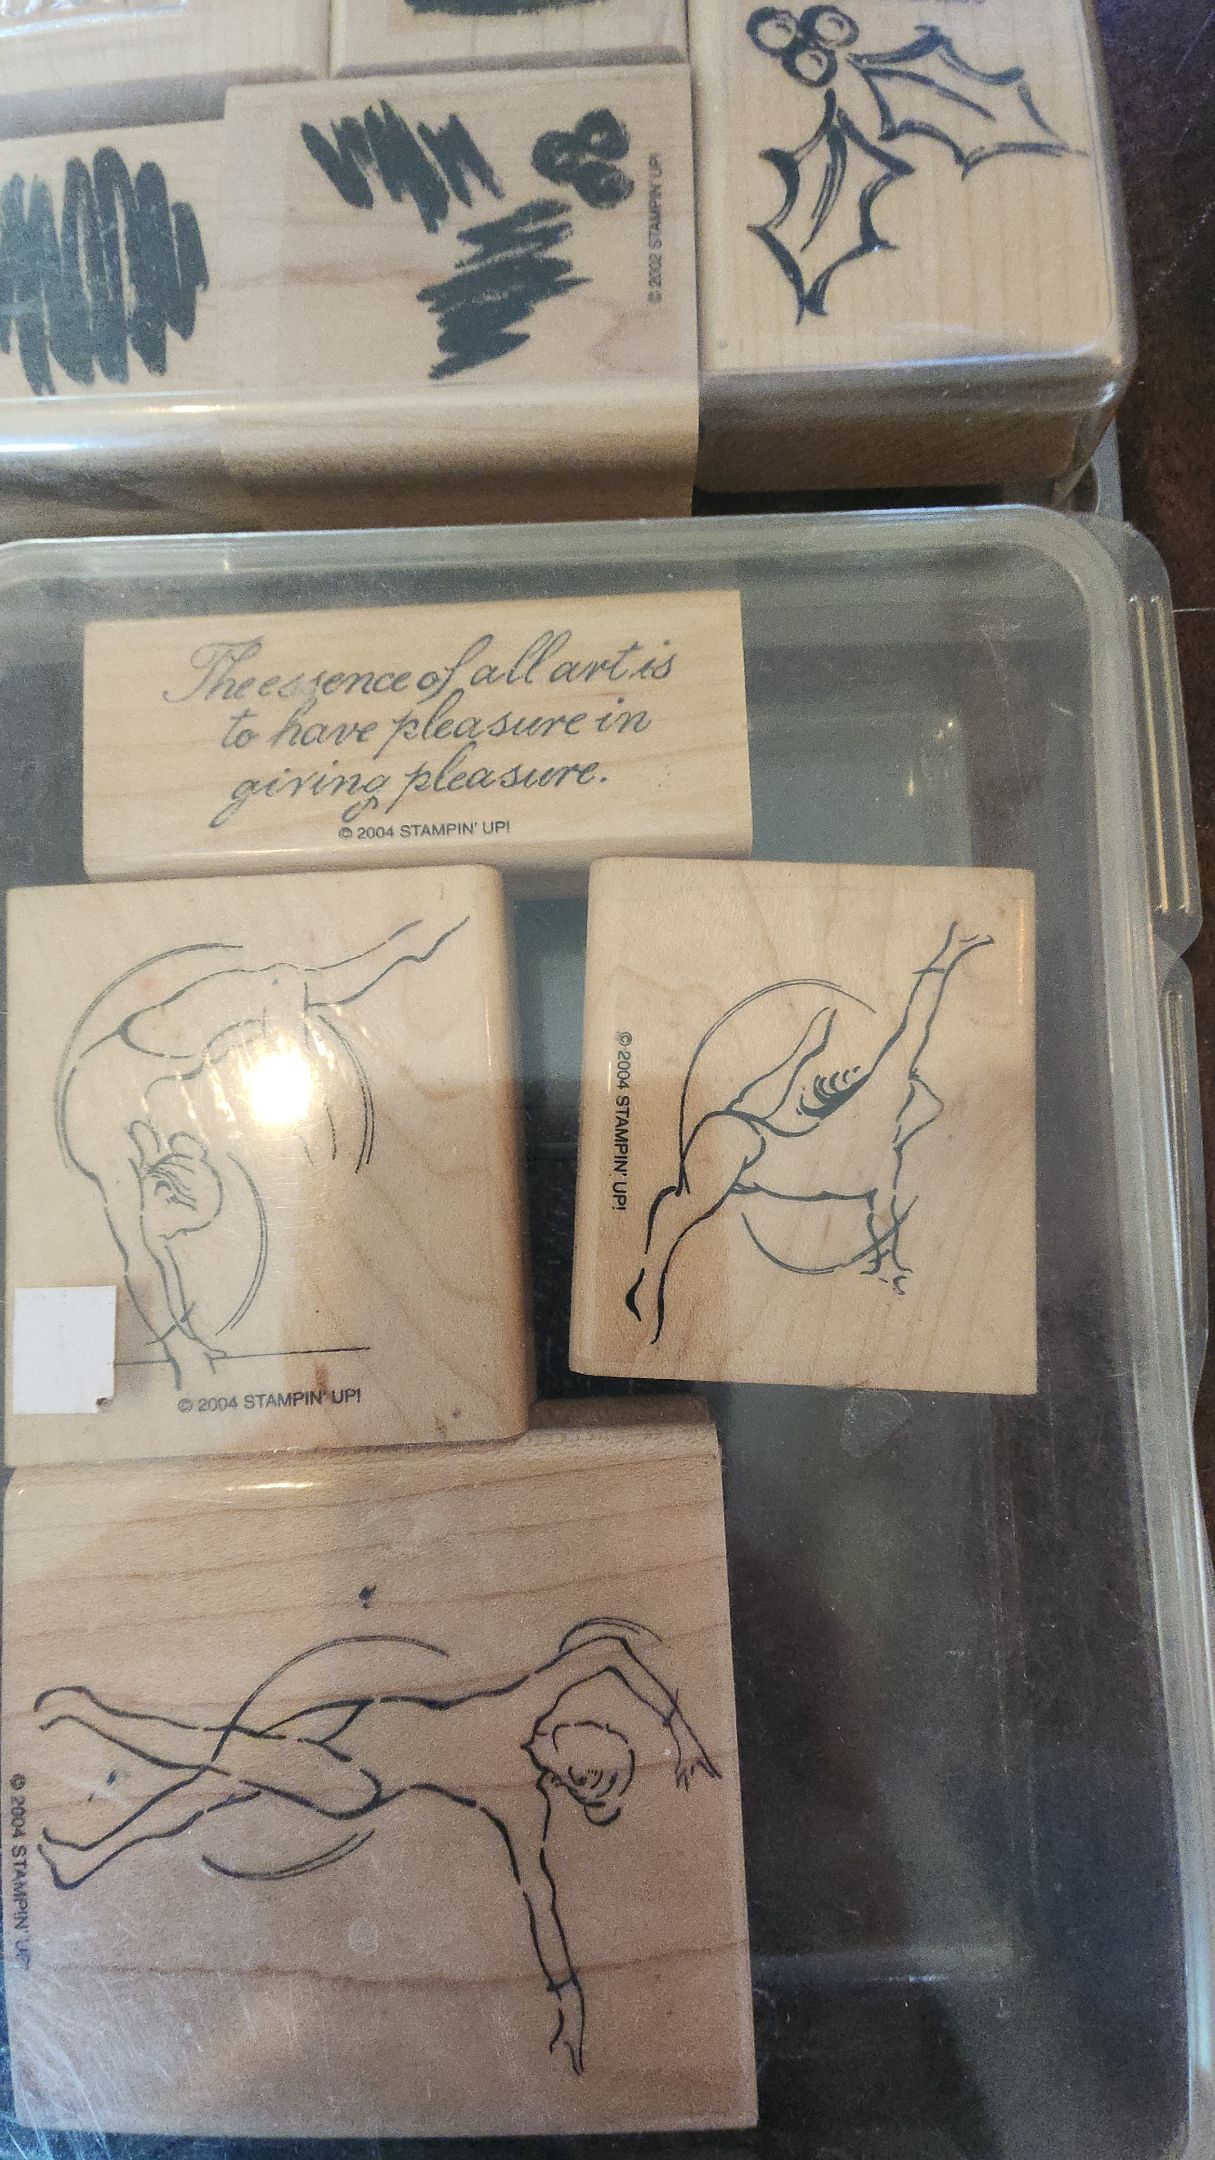 © 2002 STAMPIN' UP!
The essence of all art is
to have pleasure in
giving pleasure.
© 2004 STAMPIN' UP!
© 2004 STAMPIN' UP!
© 2004 STAMPIN' UP!
© 2004 STAMPIN' UP